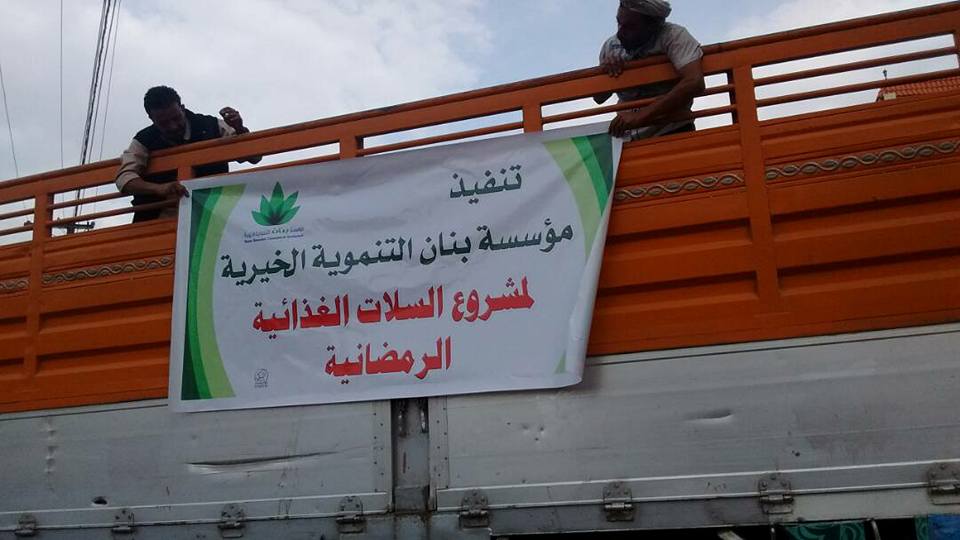 تنفيذ
مؤسسة بنان التنموية الخيرية
لمشروع السلات الغذائية
الرمضانية